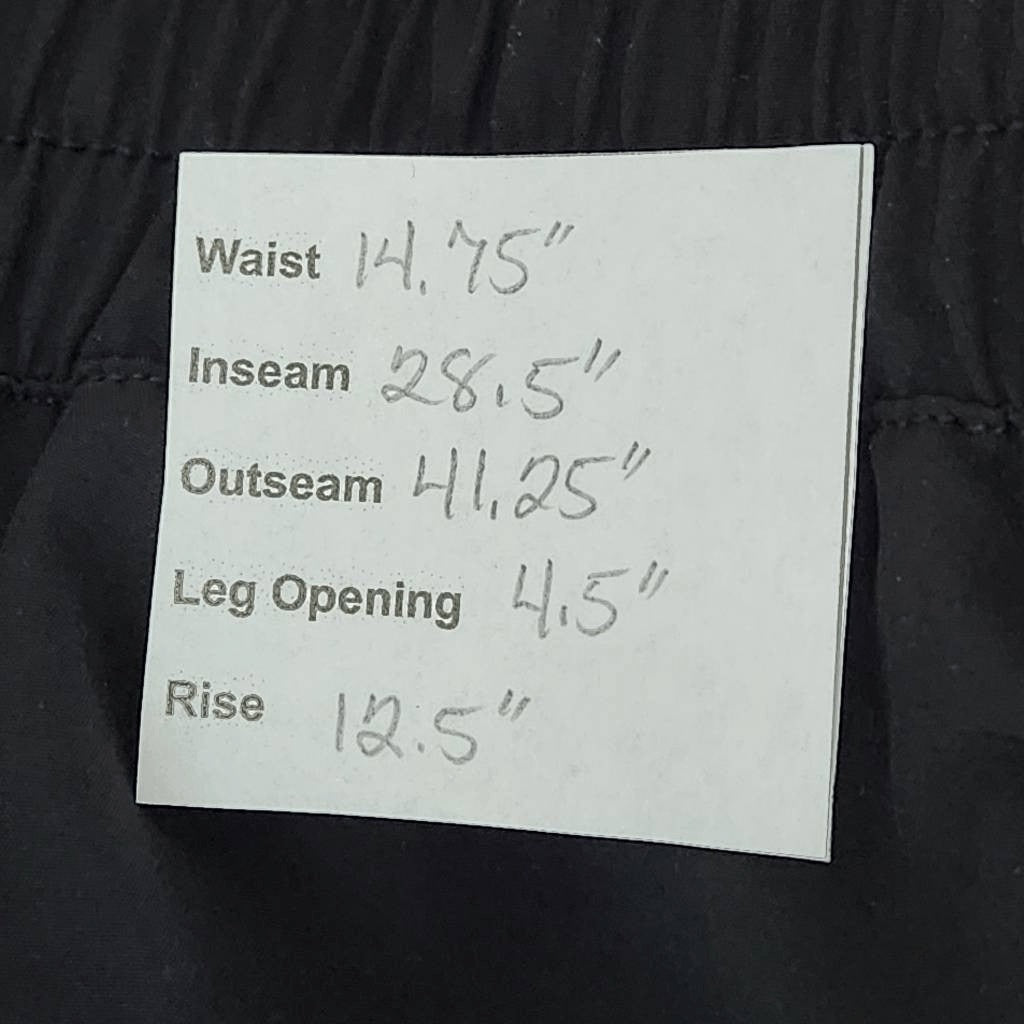 Waist 14.75"
Inseam 28.5"
Outseam 41.25"
Leg Opening 4.5"
Rise 12.5"